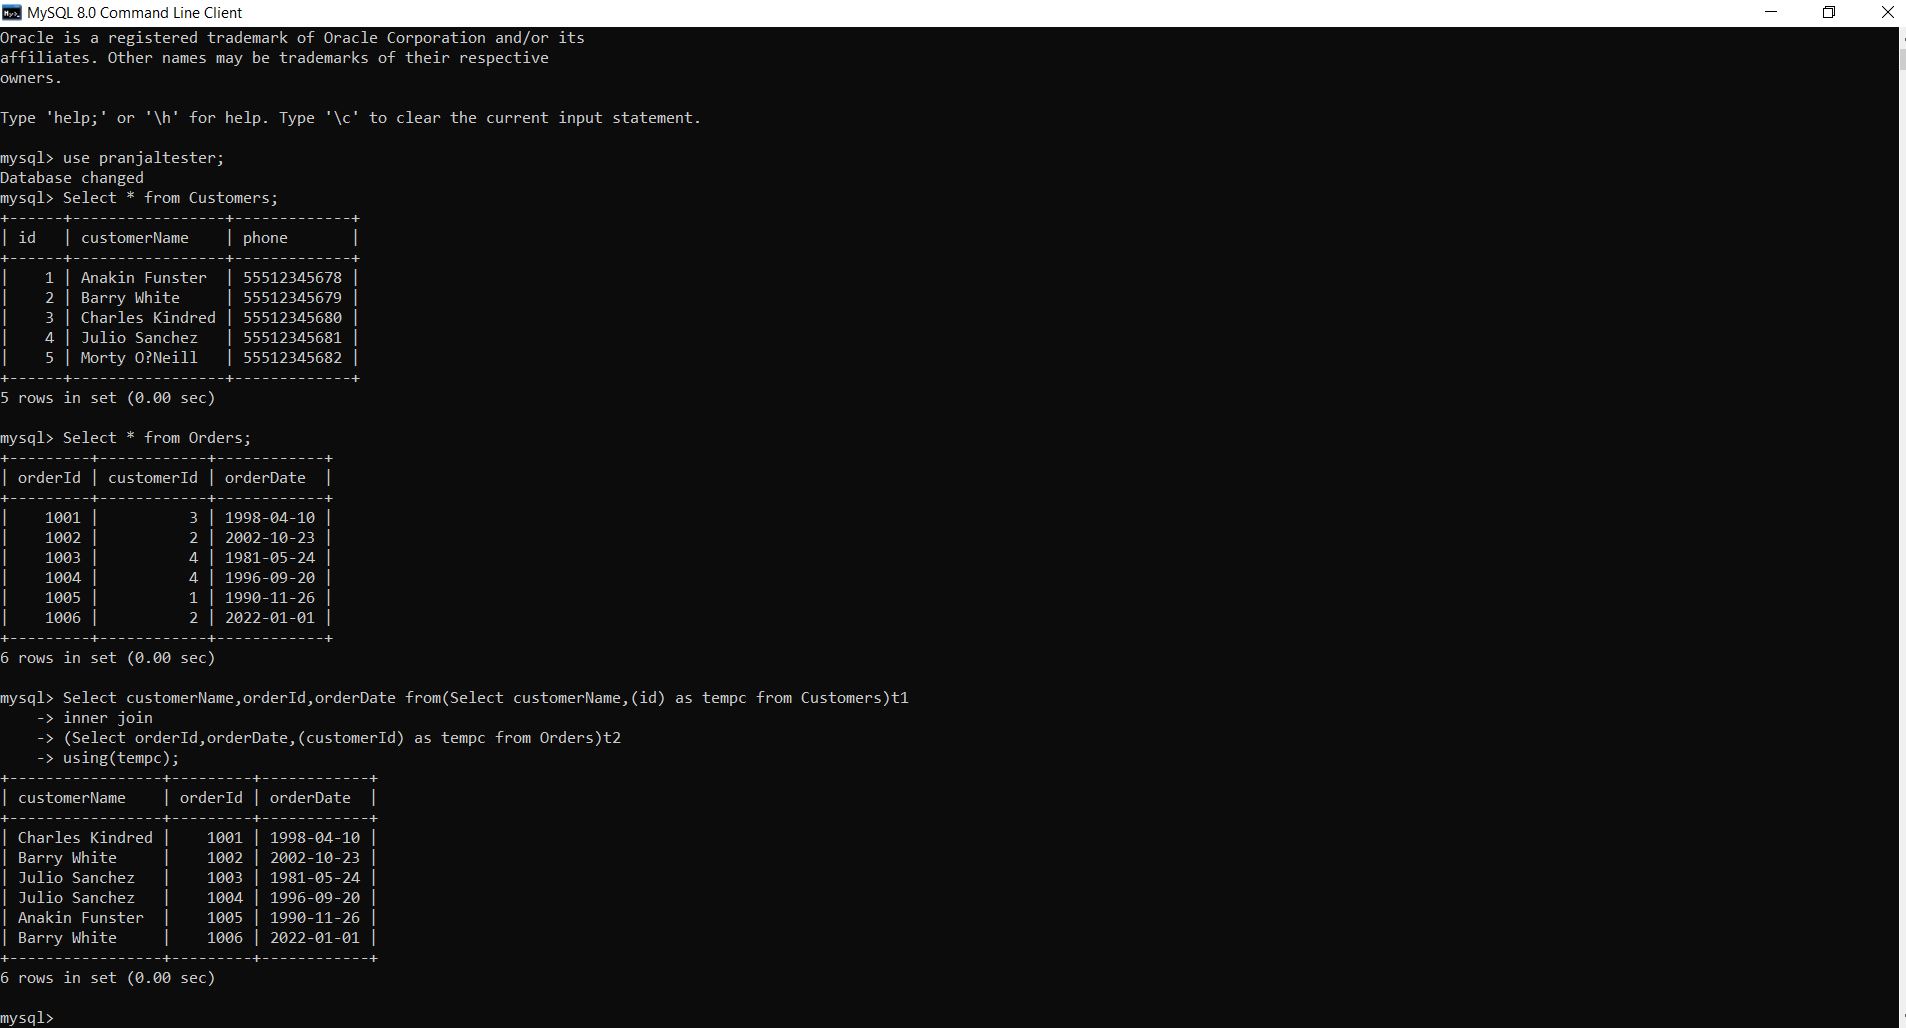 MySQL 8.0 Command Line Client
Oracle is a registered trademark of Oracle Corporation and/or its
affiliates. Other names may be trademarks of their respective
owners.
Type 'help;' or '\h' for help. Type '\c' to clear the current input statement.
mysql> use pranjaltester;
Database changed
mysql> Select * from Customers;
+------+-----------------+-------------+
| id   | customerName    | phone       |
+------+-----------------+-------------+
|    1 | Anakin Funster  | 55512345678 |
|    2 | Barry White     | 55512345679 |
|    3 | Charles Kindred | 55512345680 |
|    4 | Julio Sanchez   | 55512345681 |
|    5 | Morty O?Neill   | 55512345682 |
+------+-----------------+-------------+
5 rows in set (0.00 sec)
mysql> Select * from Orders;
+---------+------------+------------+
| orderId | customerId | orderDate  |
+---------+------------+------------+
|    1001 |          3 | 1998-04-10 |
|    1002 |          2 | 2002-10-23 |
|    1003 |          4 | 1981-05-24 |
|    1004 |          4 | 1996-09-20 |
|    1005 |          1 | 1990-11-26 |
|    1006 |          2 | 2022-01-01 |
+---------+------------+------------+
6 rows in set (0.00 sec)
mysql> Select customerName,orderId,orderDate from(Select customerName,(id) as tempc from Customers)t1
    -> inner join
    -> (Select orderId,orderDate,(customerId) as tempc from Orders)t2
    -> using(tempc);
+-----------------+---------+------------+
| customerName    | orderId | orderDate  |
+-----------------+---------+------------+
| Charles Kindred |    1001 | 1998-04-10 |
| Barry White     |    1002 | 2002-10-23 |
| Julio Sanchez   |    1003 | 1981-05-24 |
| Julio Sanchez   |    1004 | 1996-09-20 |
| Anakin Funster  |    1005 | 1990-11-26 |
| Barry White     |    1006 | 2022-01-01 |
+-----------------+---------+------------+
6 rows in set (0.00 sec)
mysql>